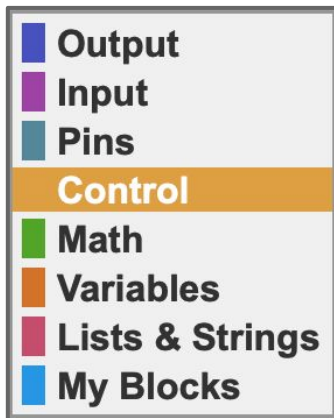 Output
Input
Pins
Control
Math
Variables
Lists & Strings
My Blocks